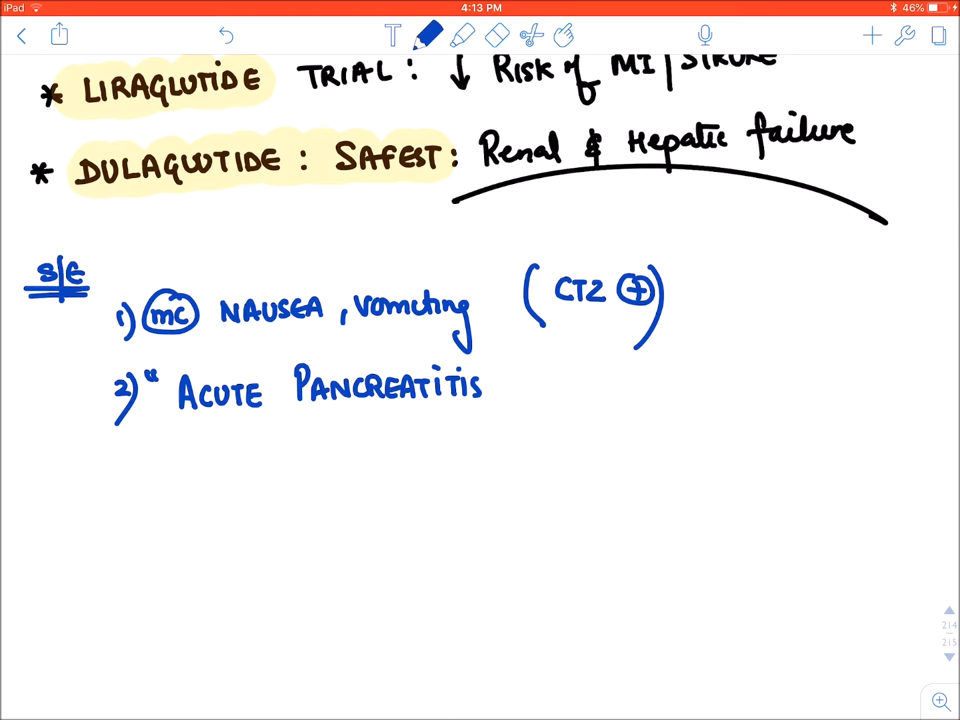 iPad 4:13 PM 46%
T
* LIRAGLUTIDE TRIAL : ↓ Risk of MI / STROKE
* DULAGLUTIDE : SAFEST : Renal & Hepatic failure
S/E
1) mc NAUSEA, Vomiting ( CTZ + )
2) " ACUTE PANCREATITIS
214
215